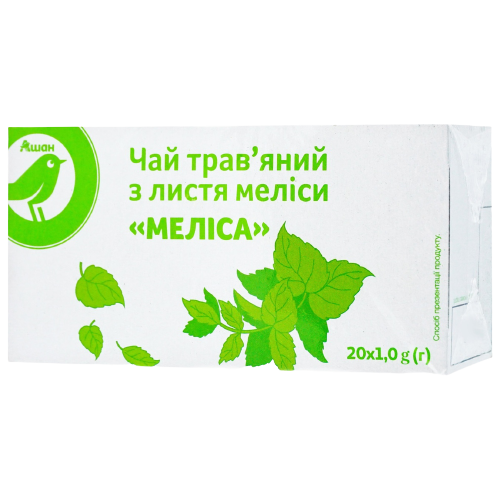 Ашан
Чай трав’яний
з листя меліси
«МЕЛІСА»
20x1,0 g (г)
Спосіб презентації продукту.